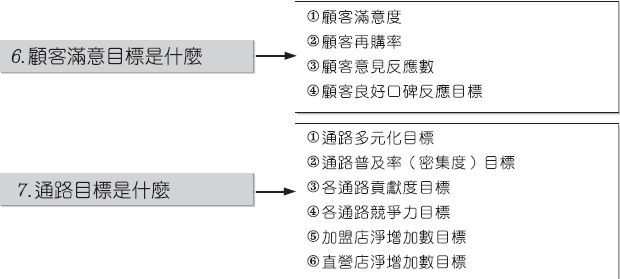 6.顧客滿意目標是什麼
①顧客滿意度
②顧客再購率
③顧客意見反應數
④顧客良好口碑反應目標
7.通路目標是什麼
①通路多元化目標
②通路普及率（密集度）目標
③各通路貢獻度目標
④各通路競爭力目標
⑤加盟店淨增加數目標
⑥直營店淨增加數目標